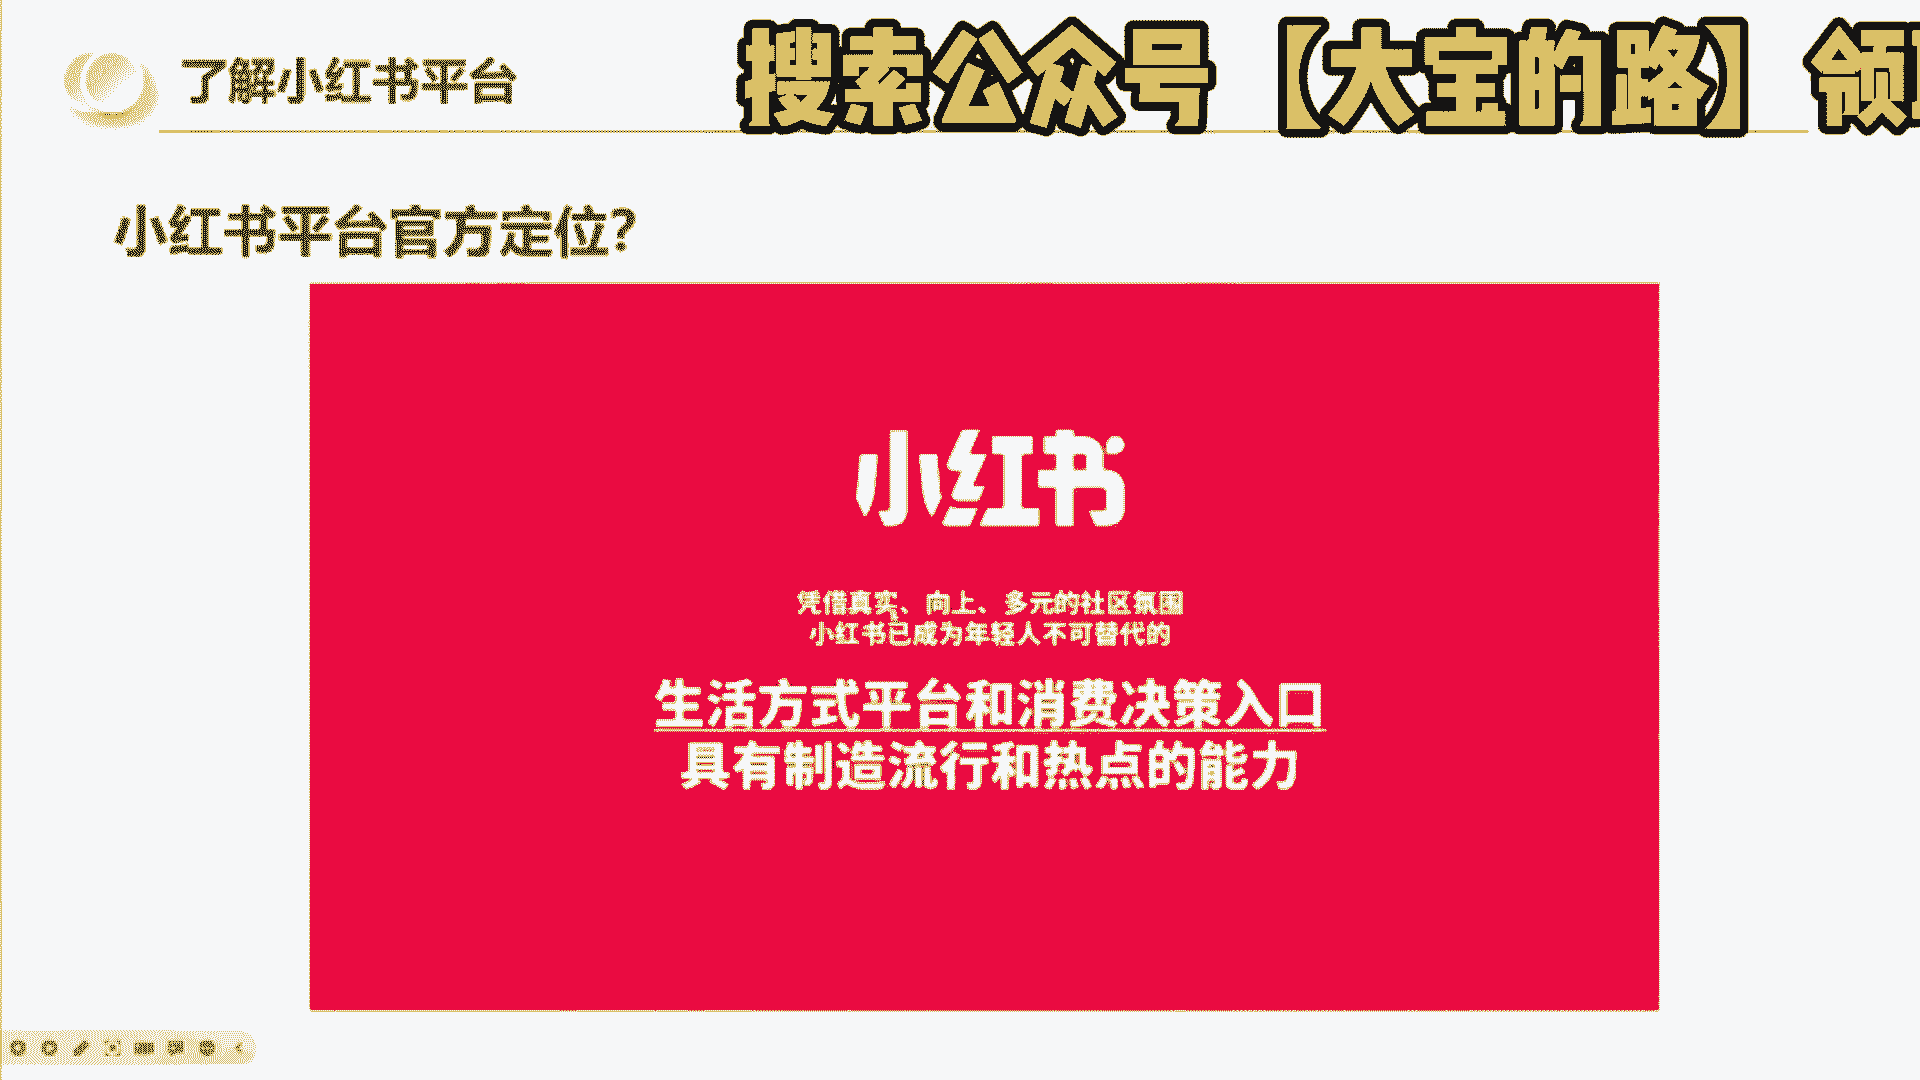 了解小红书平台
搜索公众号【大宝的路】 领
小红书平台官方定位?
小红书
凭借真实、向上、多元的社区氛围
小红书已成为年轻人不可替代的
生活方式平台和消费决策入口
具有制造流行和热点的能力